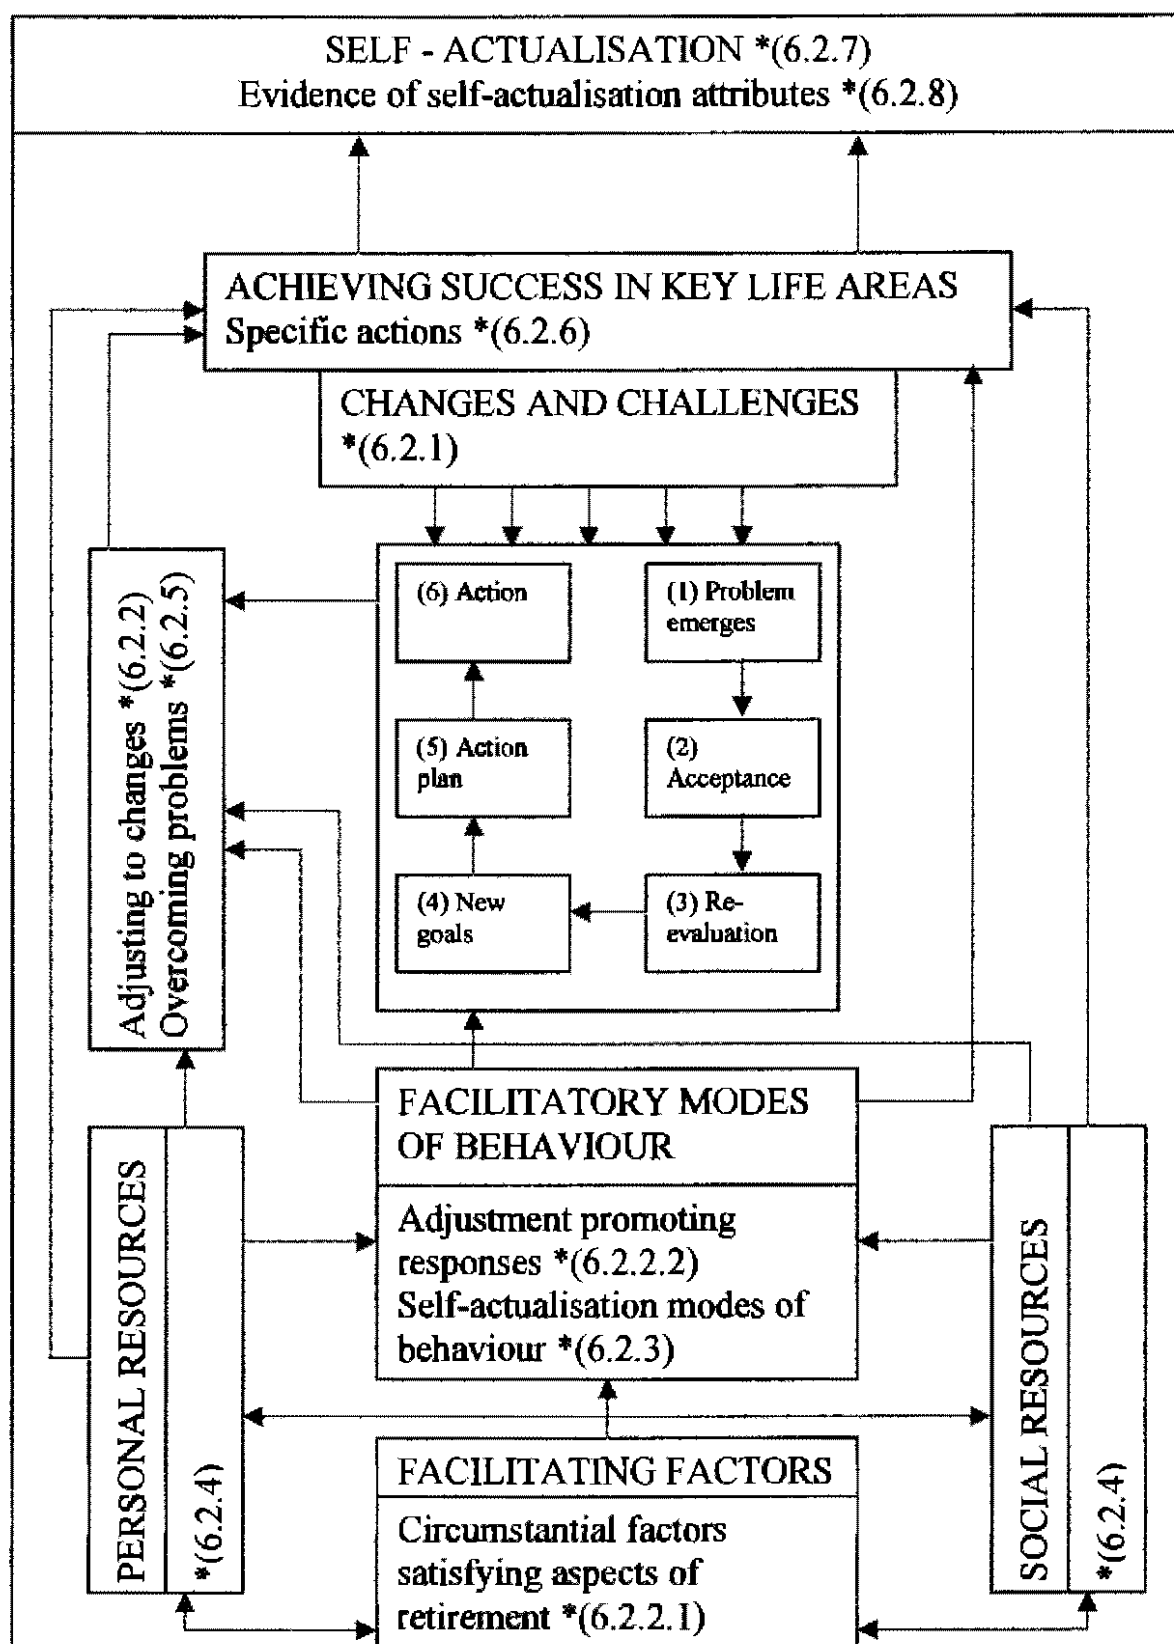 SELF - ACTUALISATION *(6.2.7)
Evidence of self-actualisation attributes *(6.2.8)
ACHIEVING SUCCESS IN KEY LIFE AREAS
Specific actions *(6.2.6)
CHANGES AND CHALLENGES
*(6.2.1)
(6) Action
(1) Problem
emerges
(5) Action
plan
(2)
Acceptance
(4) New
goals
(3) Re-
evaluation
Adjusting to changes *(6.2.2)
Overcoming problems *(6.2.5)
FACILITATORY MODES
OF BEHAVIOUR
Adjustment promoting
responses *(6.2.2.2)
Self-actualisation modes of
behaviour *(6.2.3)
PERSONAL RESOURCES
*(6.2.4)
SOCIAL RESOURCES
*(6.2.4)
FACILITATING FACTORS
Circumstantial factors
satisfying aspects of
retirement *(6.2.2.1)